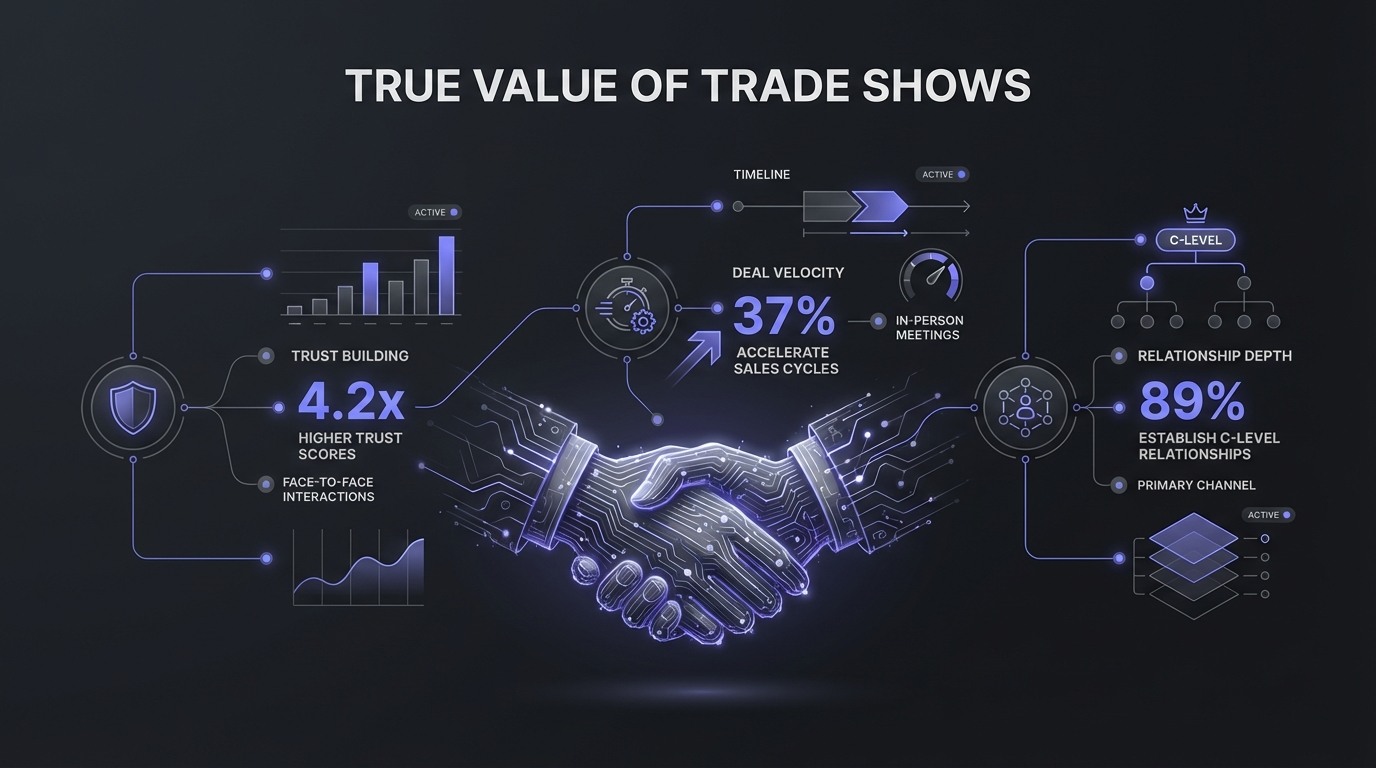 TRUE VALUE OF TRADE SHOWS
ACTIVE
TRUST BUILDING
4.2x
HIGHER TRUST
SCORES
FACE-TO-FACE
INTERACTIONS
TIMELINE
ACTIVE
DEAL VELOCITY
37%
ACCELERATE
SALES CYCLES
IN-PERSON
MEETINGS
C-LEVEL
RELATIONSHIP DEPTH
89%
ESTABLISH C-LEVEL
RELATIONSHIPS
PRIMARY CHANNEL
ACTIVE